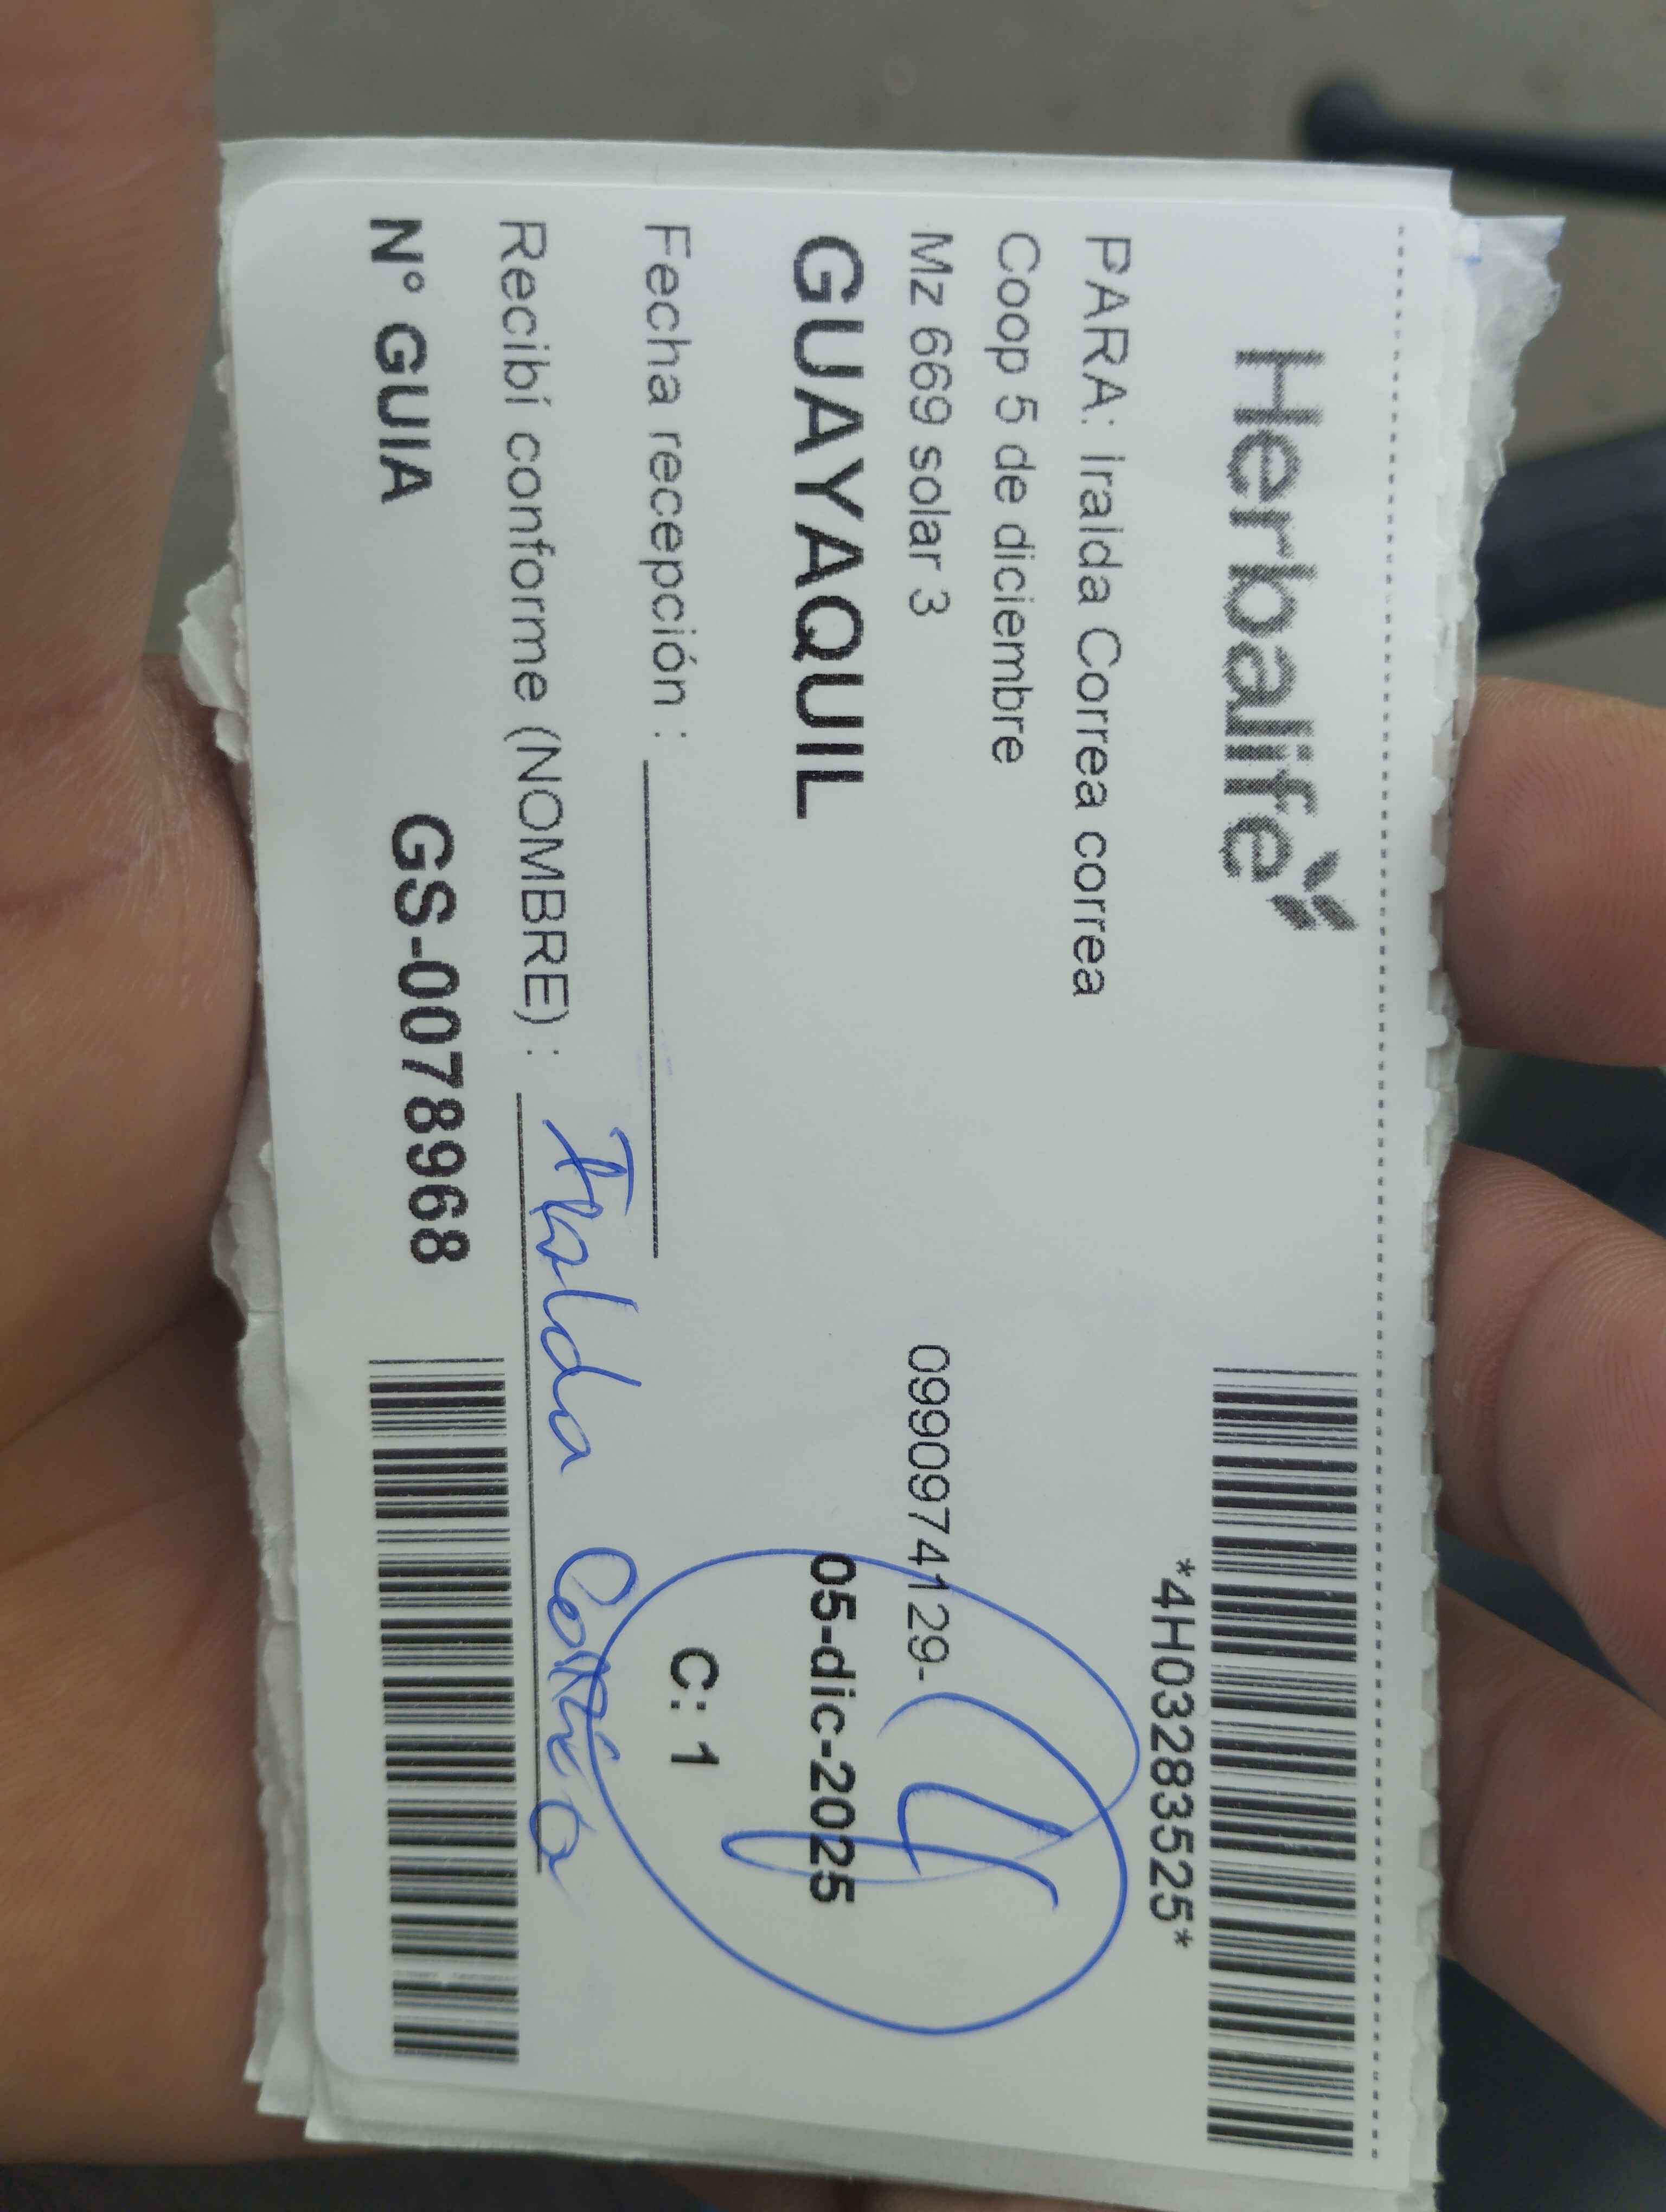 Herbalife
*4H03283525*
PARA: Iralda Correa correa
Coop 5 de diciembre
Mz 669 solar 3 0990974129-
GUAYAQUIL 05-dic-2025
Fecha recepción : C: 1
Recibí conforme (NOMBRE) : Iralda Correa
N° GUIA GS-0078968